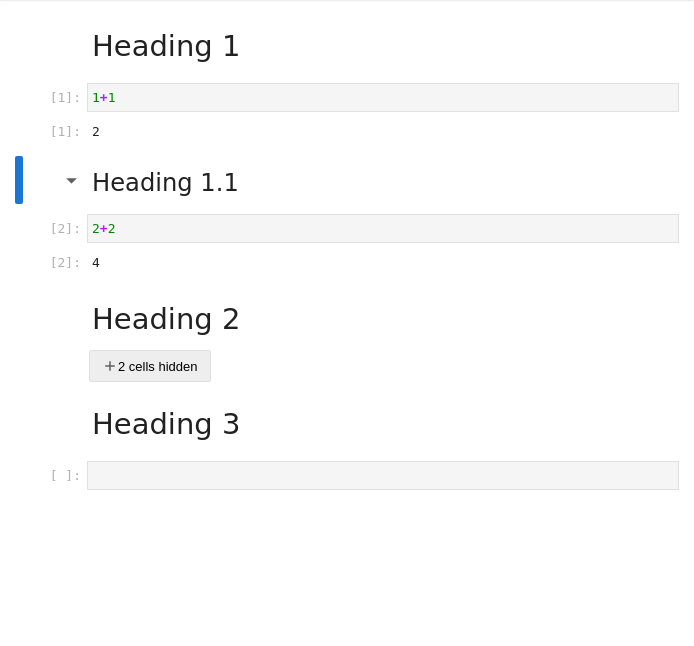 Heading 1
[1]: 1+1
[1]: 2
Heading 1.1
[2]: 2+2
[2]: 4
Heading 2
2 cells hidden
Heading 3
[ ]: